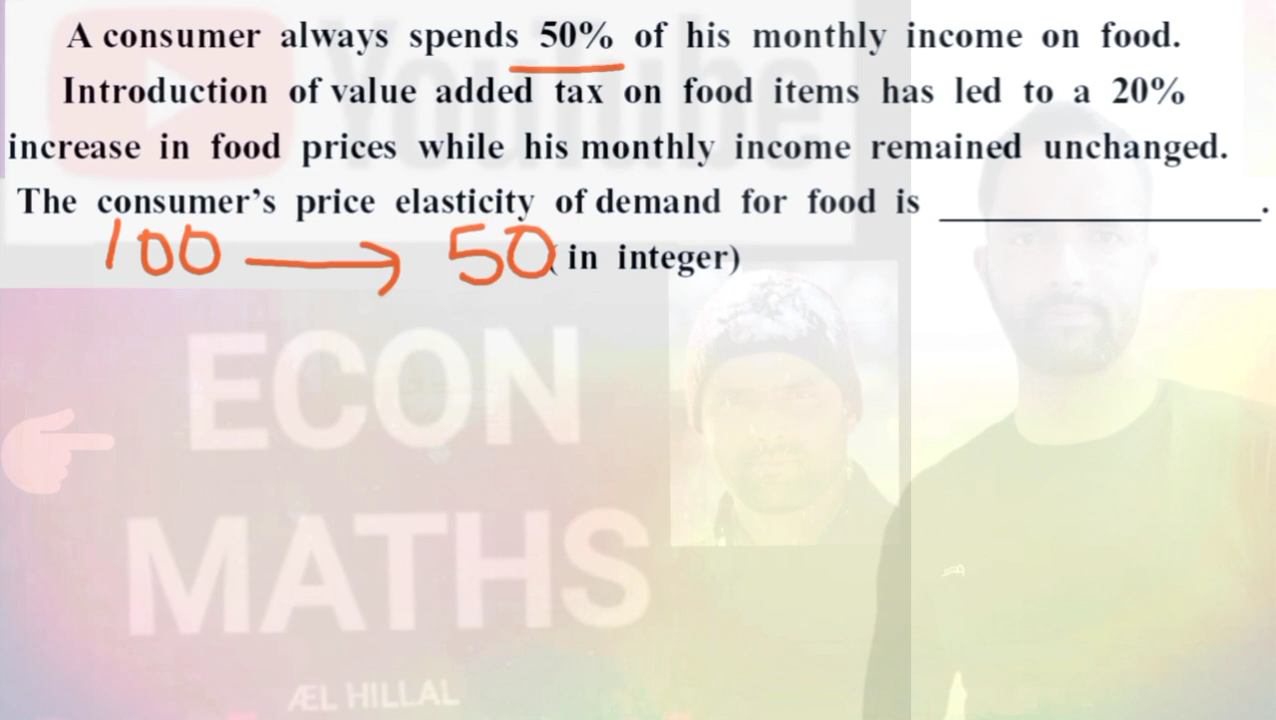 A consumer always spends 50% of his monthly income on food.
Introduction of value added tax on food items has led to a 20%
increase in food prices while his monthly income remained unchanged.
The consumer's price elasticity of demand for food is ____________.
100 → 50 (in integer)
YouTube
ECON
MATHS
ÆL HILLAL